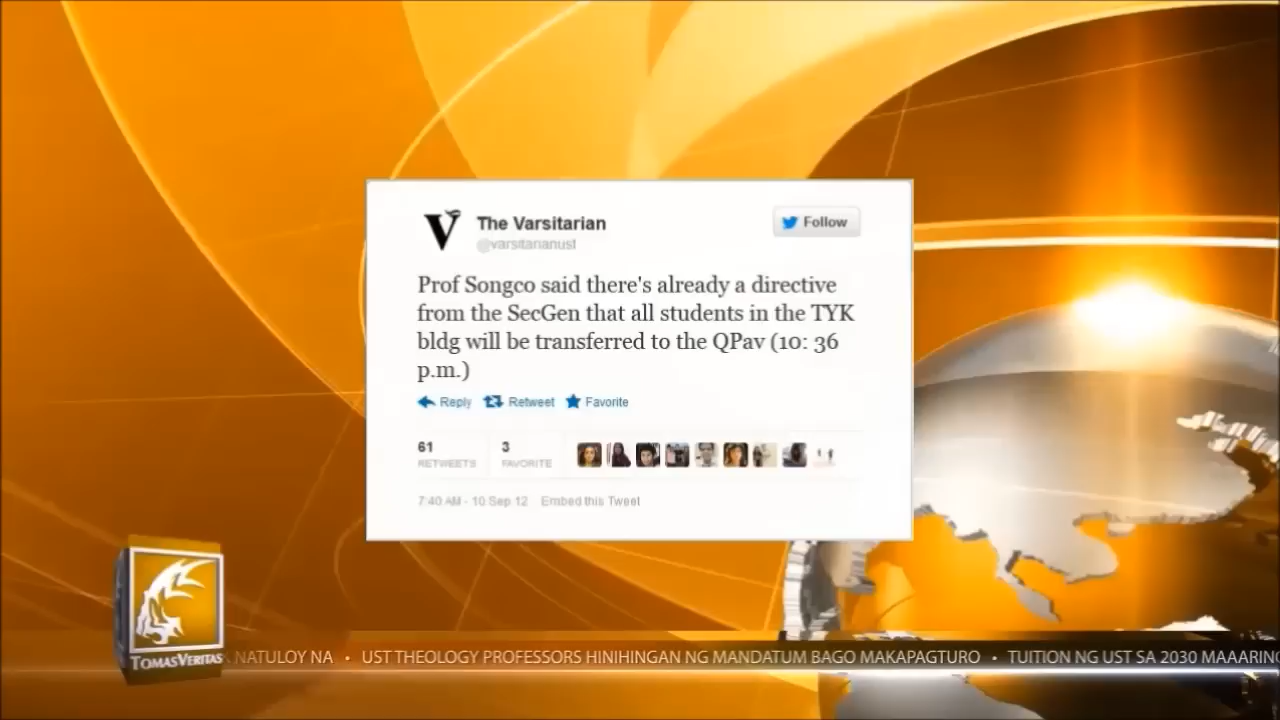 The Varsitarian
@varsitarianust
Follow
Prof Songco said there's already a directive
from the SecGen that all students in the TYK
bldg will be transferred to the QPav (10: 36
p.m.)
Reply Retweet Favorite
61 RETWEETS
3 FAVORITE
7:40 AM - 10 Sep 12 Embed this Tweet
TOMASVERITAS
NATULOY NA • UST THEOLOGY PROFESSORS HINIHINGAN NG MANDATUM BAGO MAKAPAGTURO • TUITION NG UST SA 2030